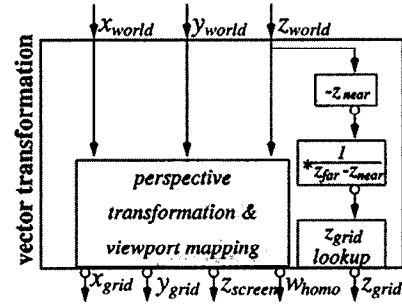 x_world y_world z_world
vector transformation
-z_near
* 1 / z_far - z_near
perspective
transformation &
viewport mapping
z_grid
lookup
x_grid y_grid z_screen w_homo z_grid